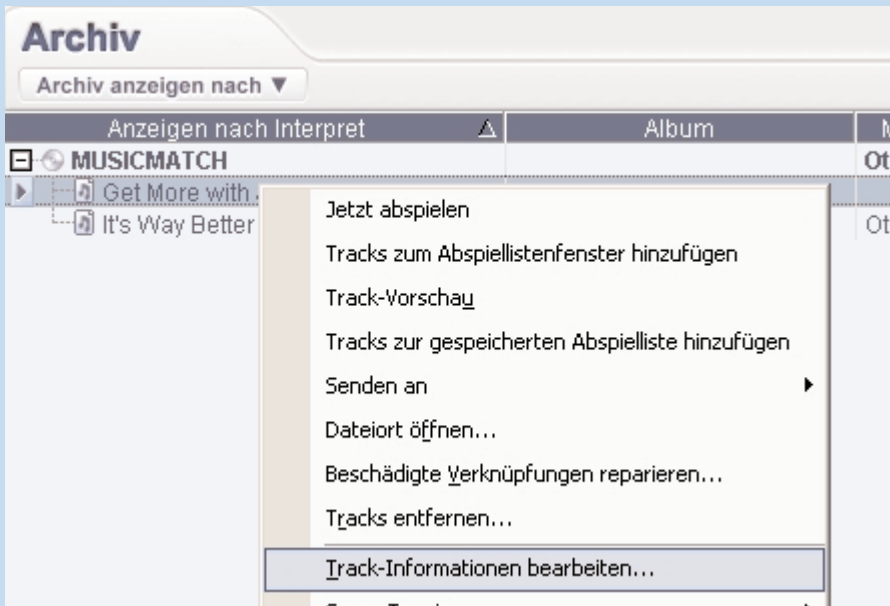 Archiv
Archiv anzeigen nach ▼
Anzeigen nach Interpret Album
MUSICMATCH
Get More with
It's Way Better
Jetzt abspielen
Tracks zum Abspiellistenfenster hinzufügen
Track-Vorschau
Tracks zur gespeicherten Abspielliste hinzufügen
Senden an
Dateiort öffnen...
Beschädigte Verknüpfungen reparieren...
Tracks entfernen...
Track-Informationen bearbeiten...